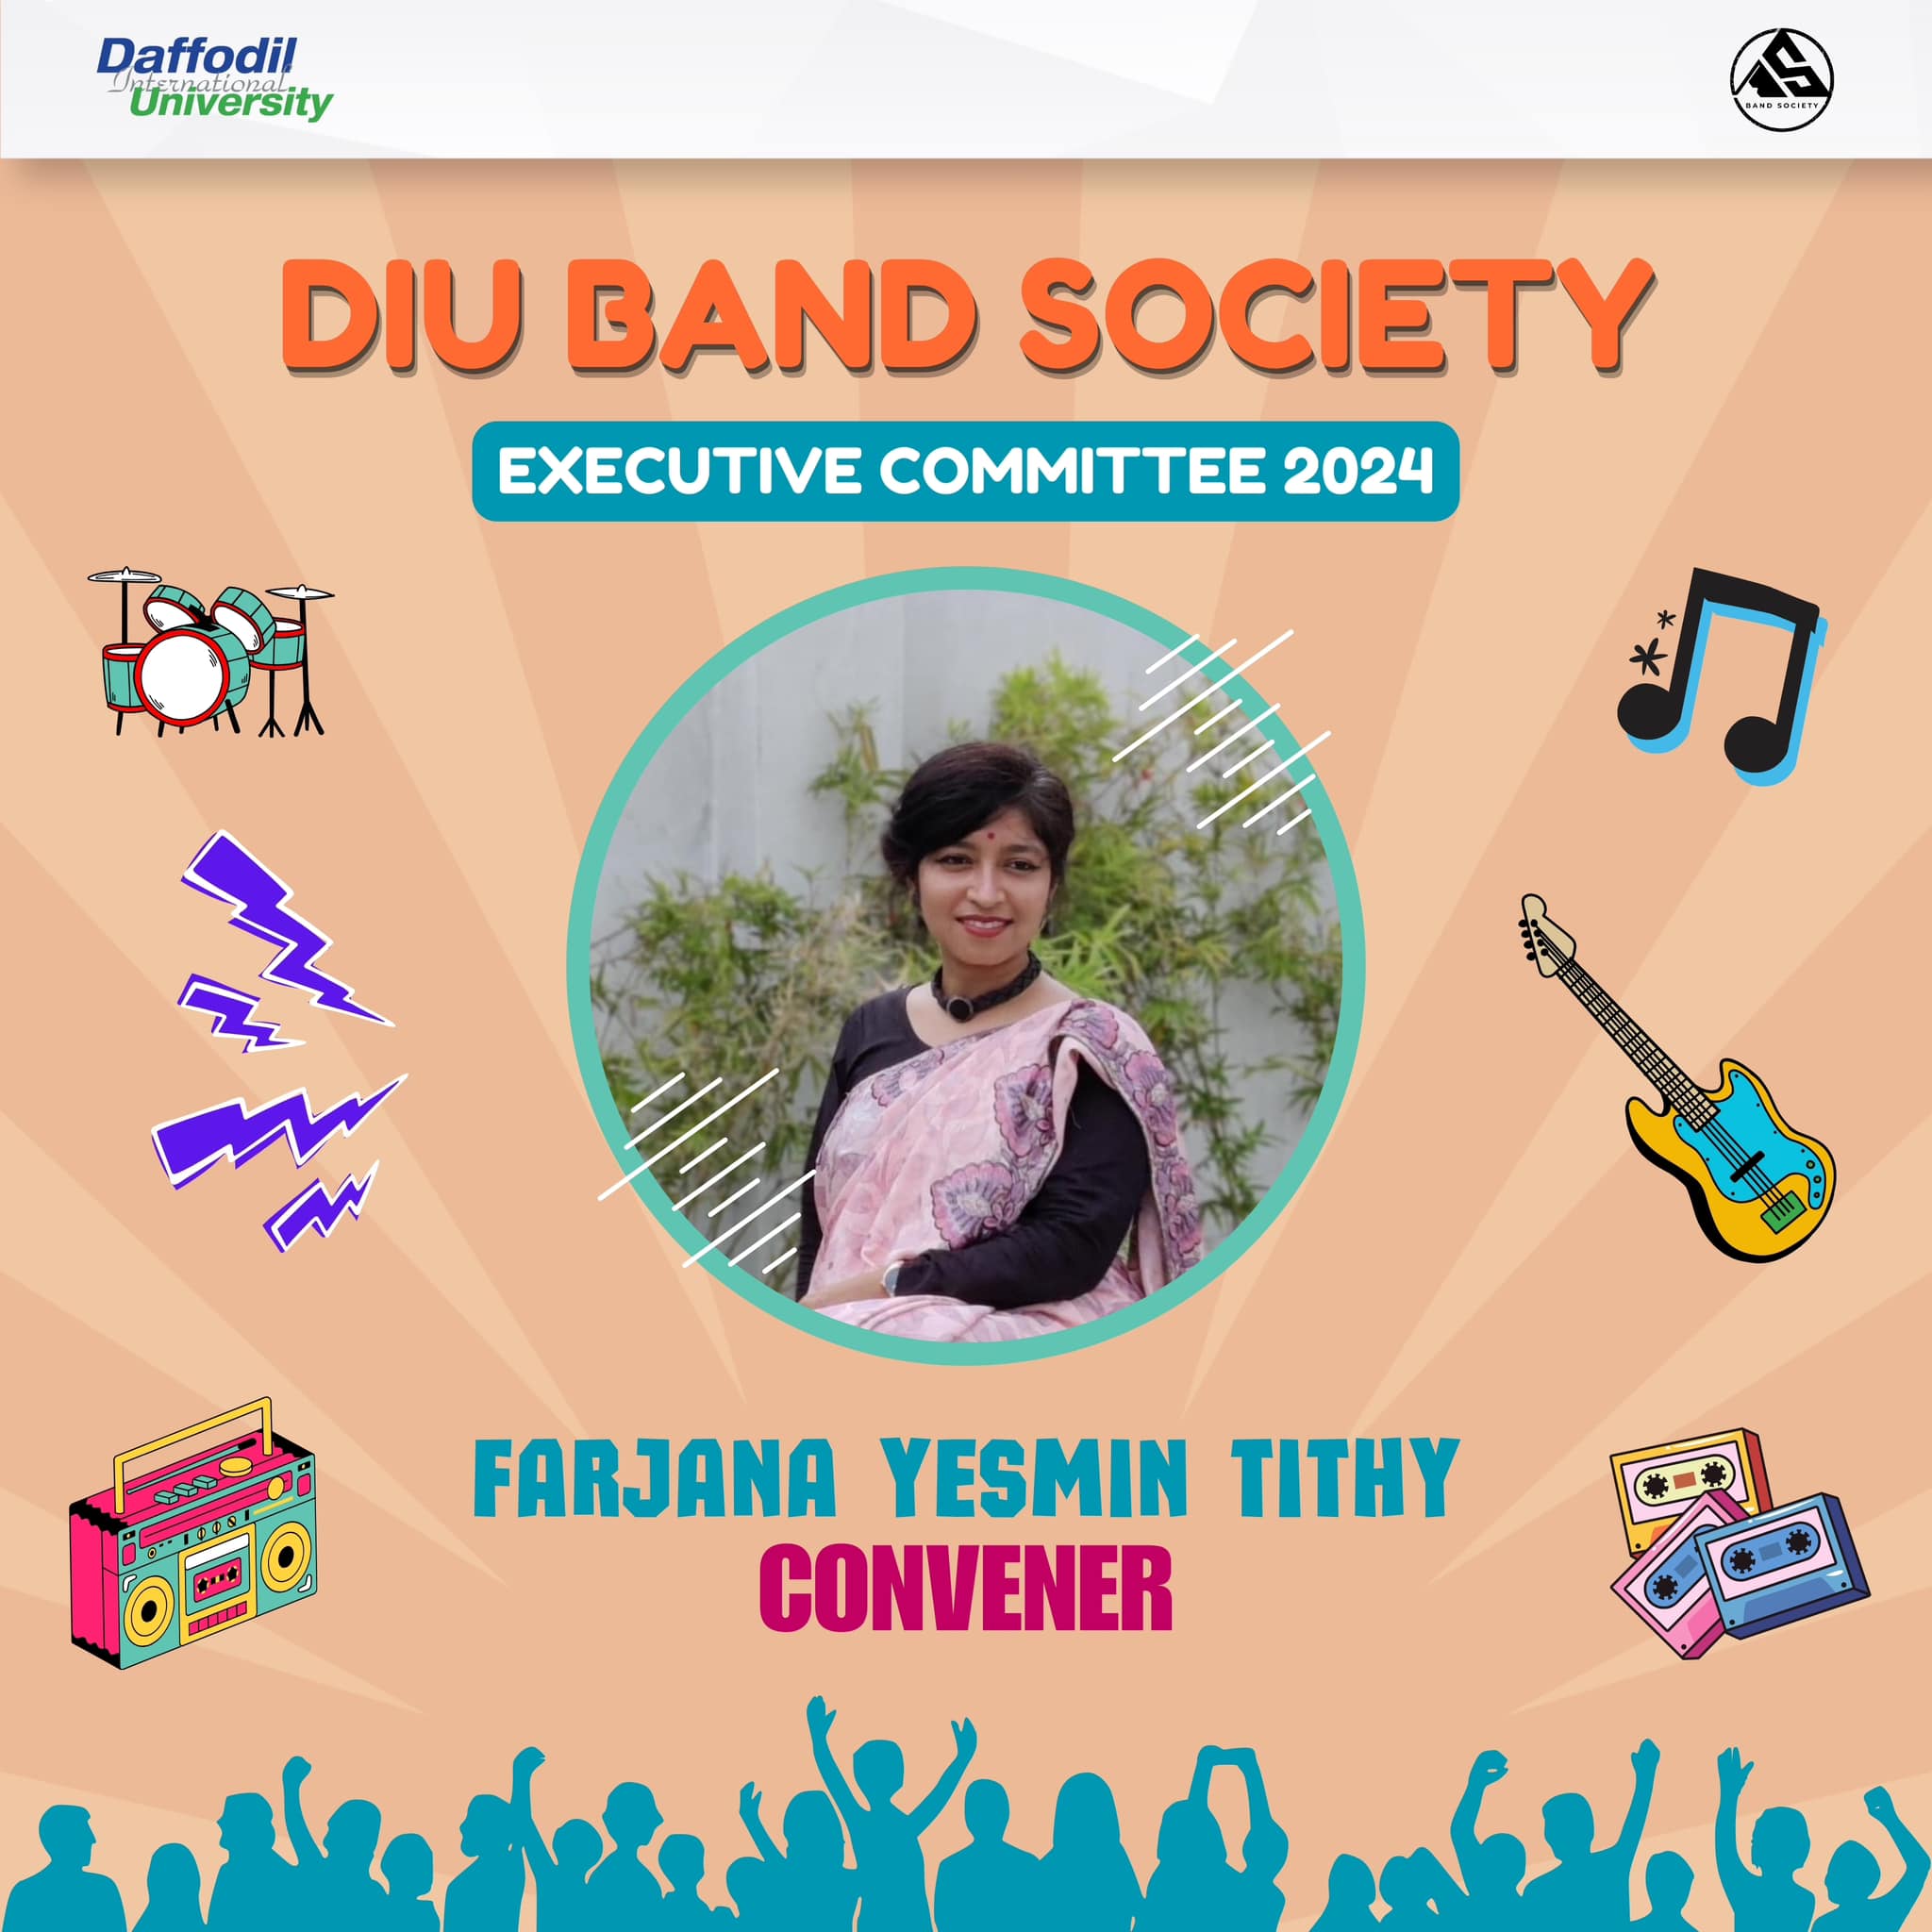 Daffodil
International
University
BAND SOCIETY
DIU BAND SOCIETY
EXECUTIVE COMMITTEE 2024
FARJANA YESMIN TITHY
CONVENER